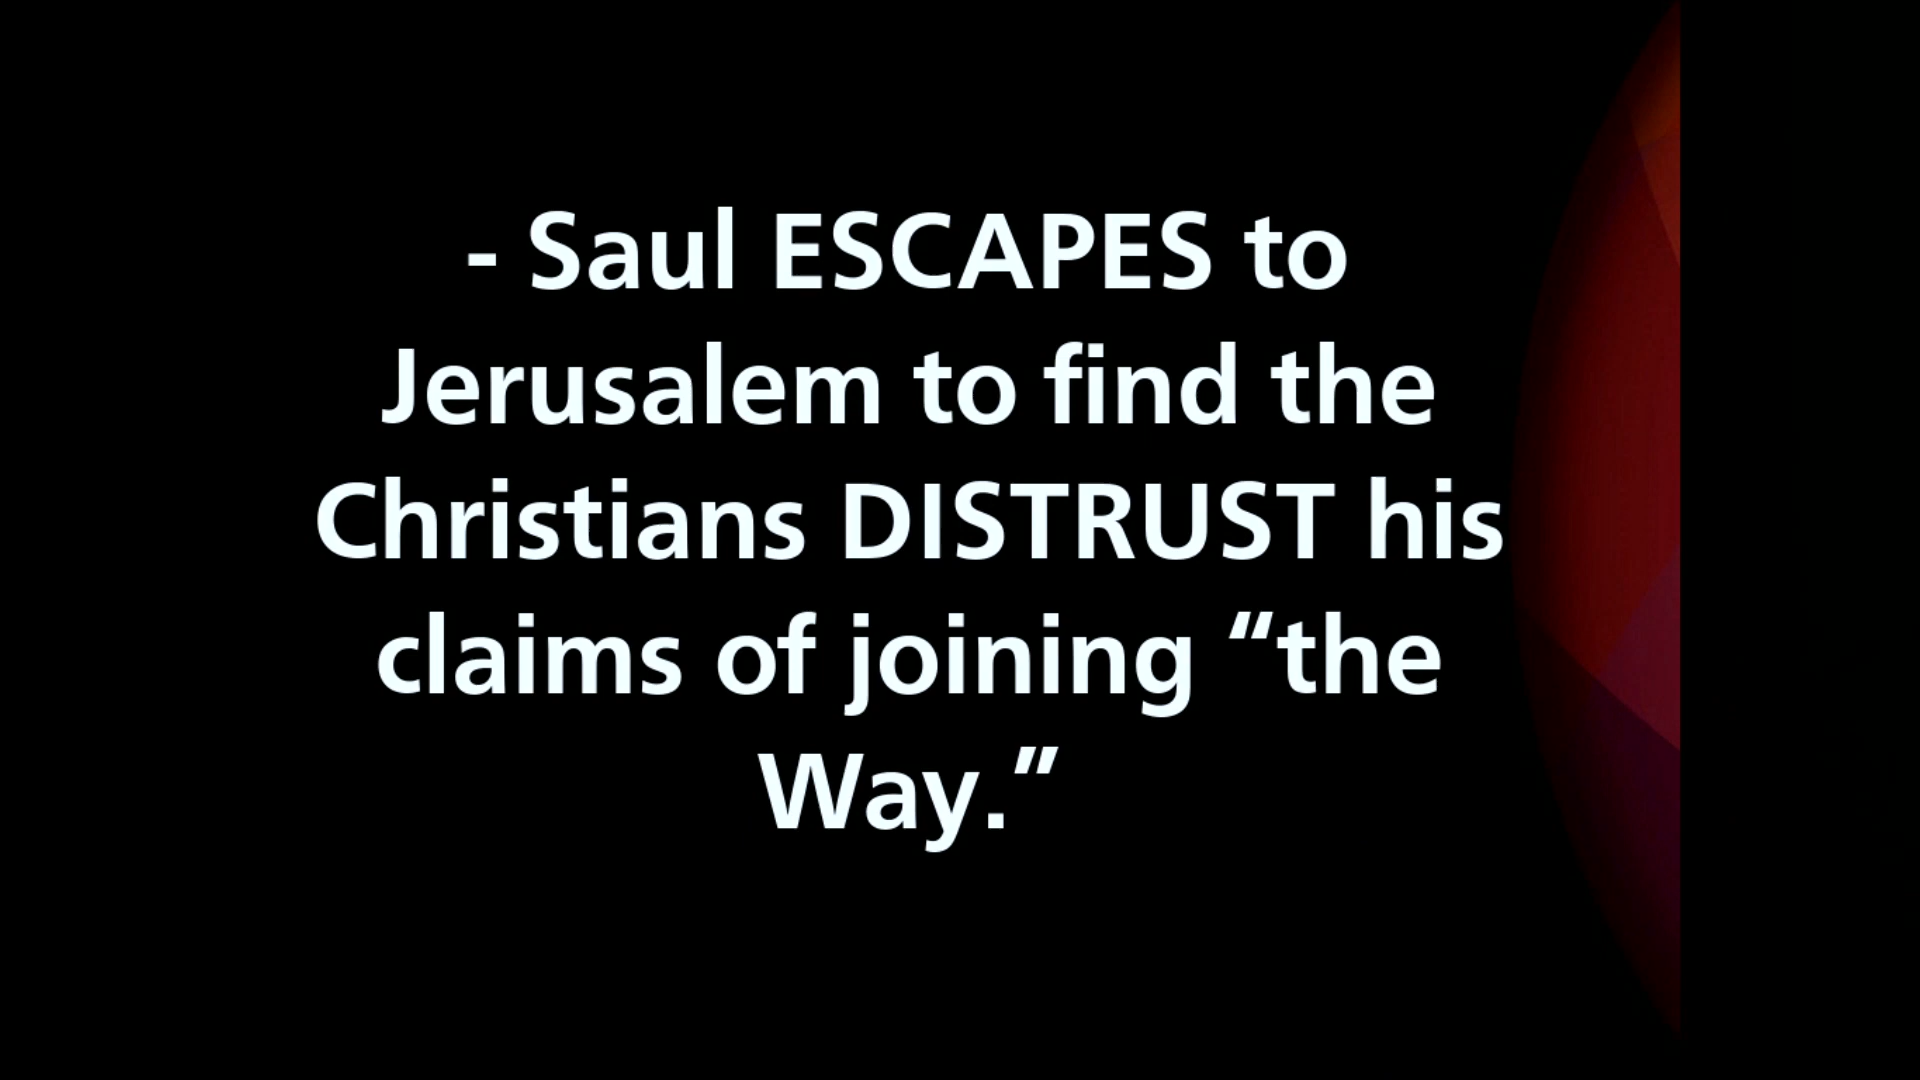 - Saul ESCAPES to
Jerusalem to find the
Christians DISTRUST his
claims of joining “the
Way.”